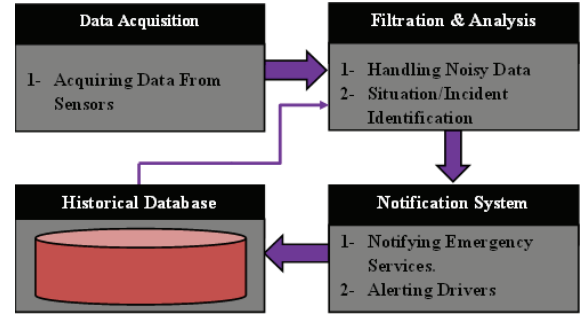 Data Acquisition
1- Acquiring Data From
Sensors
Filtration & Analysis
1- Handling Noisy Data
2- Situation/Incident
Identification
Historical Database
Notification System
1- Notifying Emergency
Services.
2- Alerting Drivers